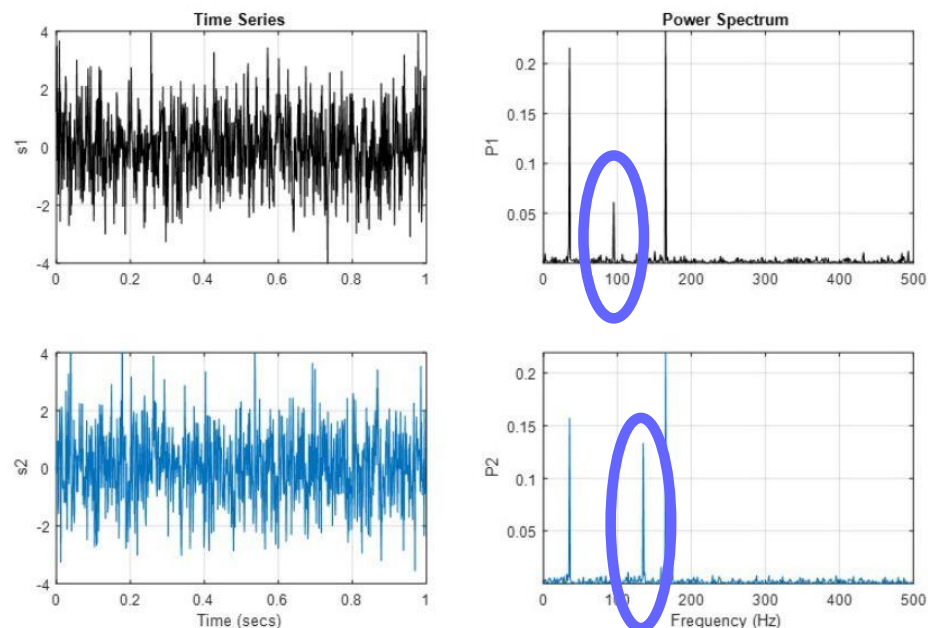 Time Series
4
2
0
-2
-4
s1
0 0.2 0.4 0.6 0.8 1
Power Spectrum
0.2
0.15
0.1
0.05
P1
0 100 200 300 400 500
4
2
0
-2
-4
s2
0 0.2 0.4 0.6 0.8 1
Time (secs)
0.2
0.15
0.1
0.05
P2
0 100 200 300 400 500
Frequency (Hz)